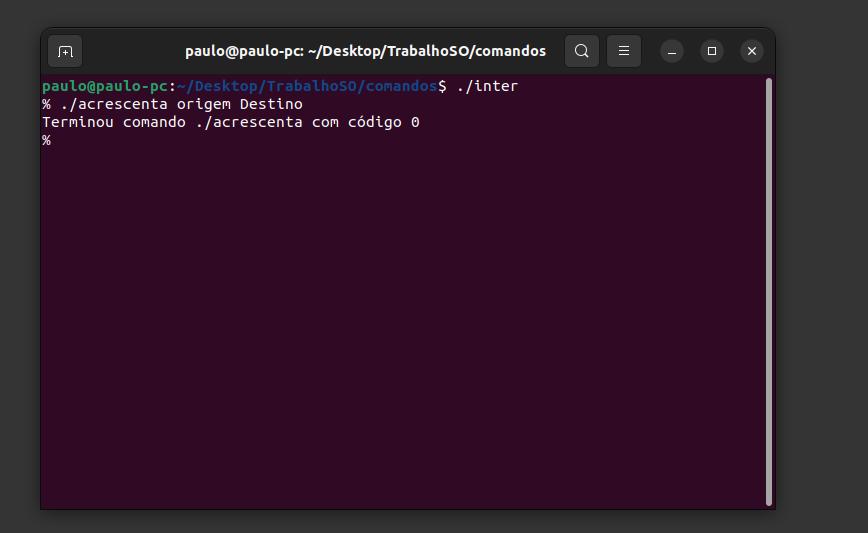 paulo@paulo-pc: ~/Desktop/TrabalhoSO/comandos
paulo@paulo-pc:~/Desktop/TrabalhoSO/comandos$ ./inter
% ./acrescenta origem Destino
Terminou comando ./acrescenta com código 0
%